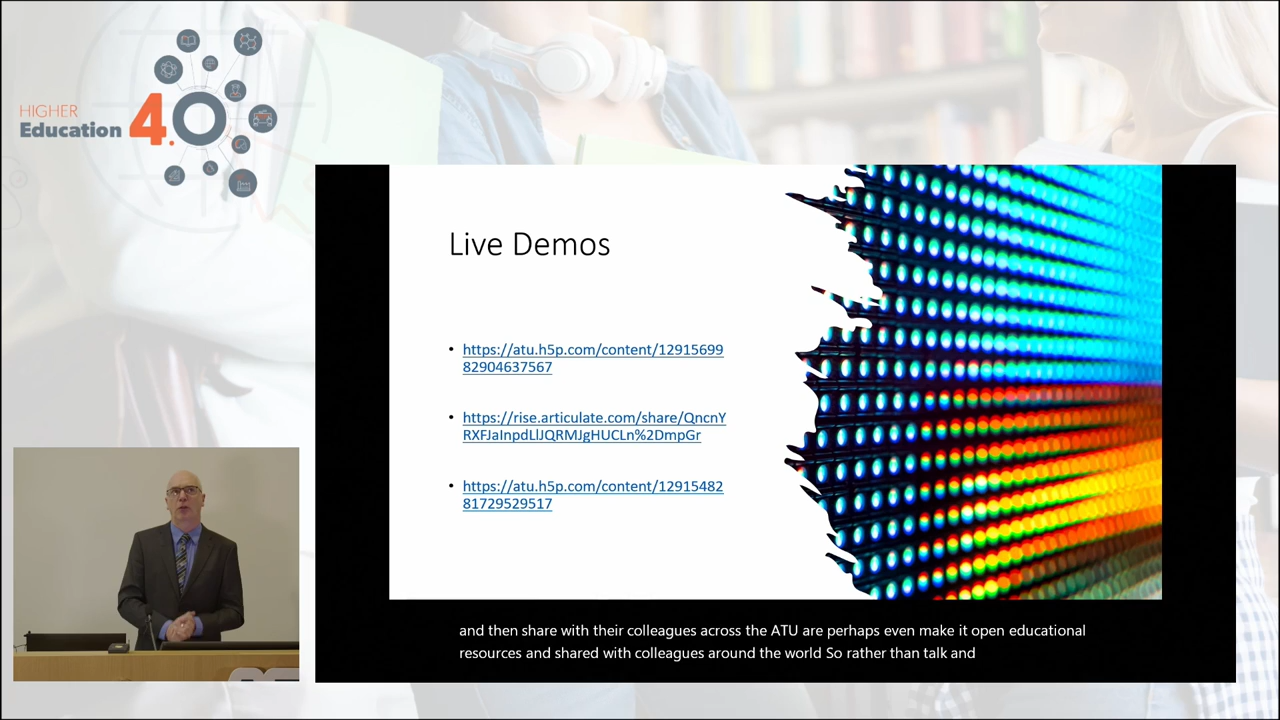 HIGHER
Education 4.0
Live Demos
• https://atu.h5p.com/content/12915699
82904637567
• https://rise.articulate.com/share/QncnY
RXFJaInpdLlJQRMJgHUCLn%2DmpGr
• https://atu.h5p.com/content/12915482
81729529517
and then share with their colleagues across the ATU are perhaps even make it open educational
resources and shared with colleagues around the world So rather than talk and